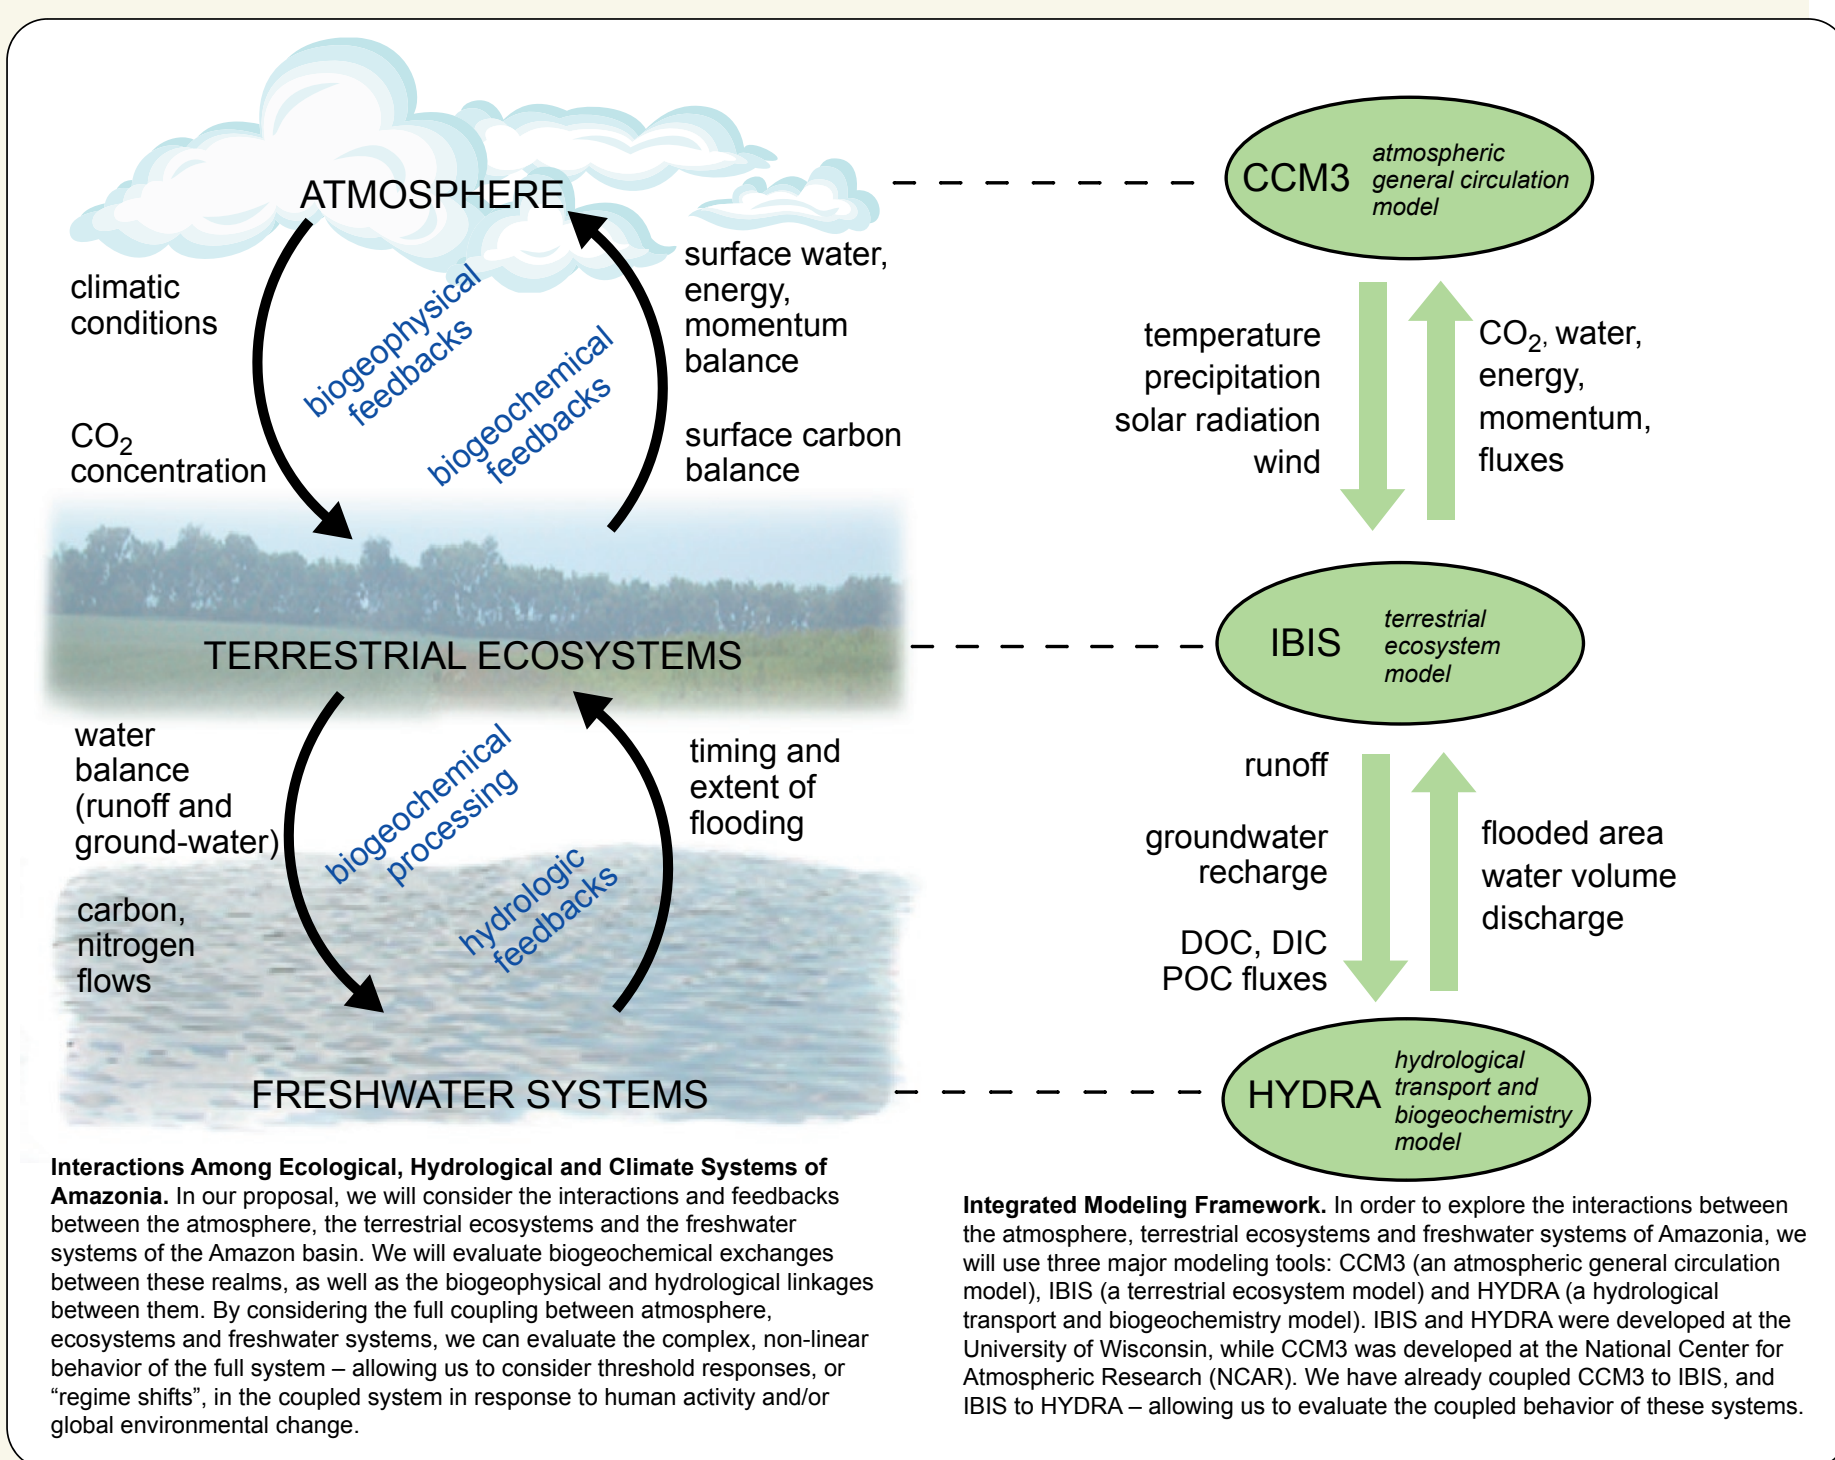 ATMOSPHERE
climatic
conditions
CO2
concentration
biogeophysical
feedbacks
biogeochemical
feedbacks
surface water,
energy,
momentum
balance
surface carbon
balance
TERRESTRIAL ECOSYSTEMS
water
balance
(runoff and
ground-water)
carbon,
nitrogen
flows
biogeochemical
processing
hydrologic
feedbacks
timing and
extent of
flooding
FRESHWATER SYSTEMS
Interactions Among Ecological, Hydrological and Climate Systems of
Amazonia. In our proposal, we will consider the interactions and feedbacks
between the atmosphere, the terrestrial ecosystems and the freshwater
systems of the Amazon basin. We will evaluate biogeochemical exchanges
between these realms, as well as the biogeophysical and hydrological linkages
between them. By considering the full coupling between atmosphere,
ecosystems and freshwater systems, we can evaluate the complex, non-linear
behavior of the full system – allowing us to consider threshold responses, or
“regime shifts”, in the coupled system in response to human activity and/or
global environmental change.
CCM3
atmospheric
general circulation
model
temperature
precipitation
solar radiation
wind
CO2, water,
energy,
momentum,
fluxes
IBIS
terrestrial
ecosystem
model
runoff
groundwater
recharge
DOC, DIC
POC fluxes
flooded area
water volume
discharge
HYDRA
hydrological
transport and
biogeochemistry
model
Integrated Modeling Framework. In order to explore the interactions between
the atmosphere, terrestrial ecosystems and freshwater systems of Amazonia, we
will use three major modeling tools: CCM3 (an atmospheric general circulation
model), IBIS (a terrestrial ecosystem model) and HYDRA (a hydrological
transport and biogeochemistry model). IBIS and HYDRA were developed at the
University of Wisconsin, while CCM3 was developed at the National Center for
Atmospheric Research (NCAR). We have already coupled CCM3 to IBIS, and
IBIS to HYDRA – allowing us to evaluate the coupled behavior of these systems.